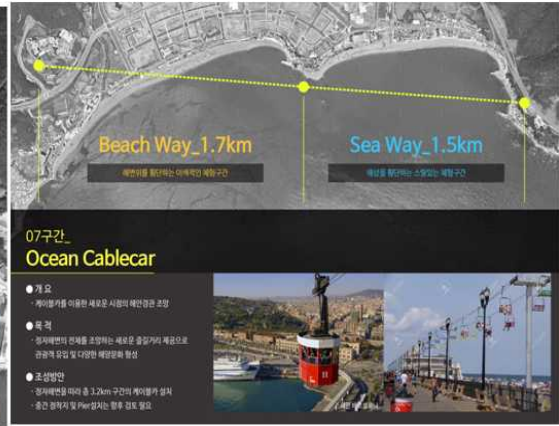 Beach Way_1.7km
Sea Way_1.5km
해변위를 횡단하는 이색적인 체험구간
해상을 횡단하는 스릴있는 체험구간
07구간_
Ocean Cablecar
● 개 요
- 케이블카를 이용한 새로운 시점의 해안경관 조망
● 목 적
- 정자해변의 전체를 조망하는 새로운 즐길거리 제공으로
관광객 유입 및 다양한 해양문화 형성
● 조성방안
- 정자해변을 따라 총 3.2km 구간의 케이블카 설치
- 중간 정착지 및 Pier설치는 향후 검토 필요